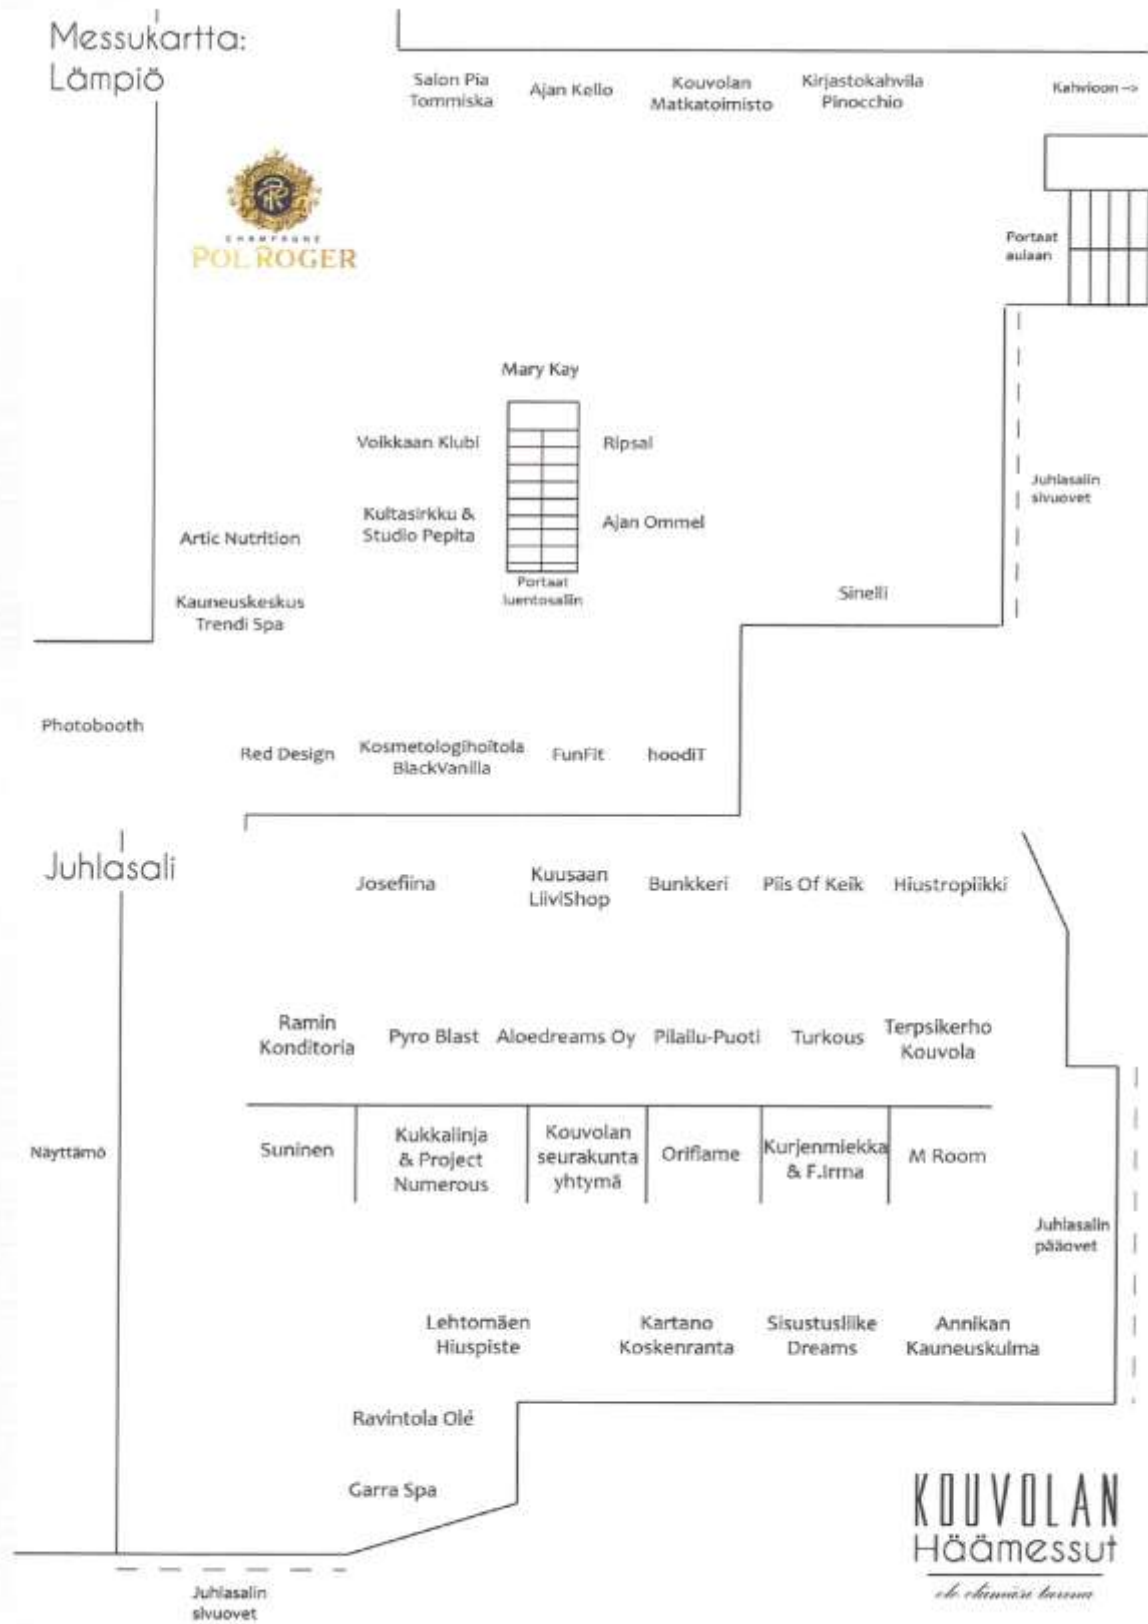 Messukartta:
Lämpiö
Salon Pia
Tommiska
Ajan Kello
Kouvolan
Matkatoimisto
Kirjastokahvila
Pinocchio
Kahvioon -->
CHAMPAGNE
POL ROGER
Portaat
aulaan
Mary Kay
Voikkaan Klubi
Ripsal
Kultasirkku &
Studio Pepita
Ajan Ommel
Juhlasalin
sivuovet
Artic Nutrition
Portaat
luentosaliin
Kauneuskeskus
Trendi Spa
Sinelli
Photobooth
Red Design
Kosmetologihoitola
BlackVanilla
FunFit
hoodiT
Juhlasali
Josefiina
Kuusaan
LiiviShop
Bunkkeri
Piis Of Keik
Hiustropiikki
Ramin
Konditoria
Pyro Blast
Aloedreams Oy
Pilailu-Puoti
Turkous
Terpsikerho
Kouvola
Näyttämö
Suninen
Kukkalinja
& Project
Numerous
Kouvolan
seurakunta
yhtymä
Oriflame
Kurjenmiekka
& F.Irma
M Room
Juhlasalin
pääovet
Lehtomäen
Hiuspiste
Kartano
Koskenranta
Sisustusliike
Dreams
Annikan
Kauneuskulma
Ravintola Olé
Garra Spa
Juhlasalin
sivuovet
KOUVOLAN
Häämessut